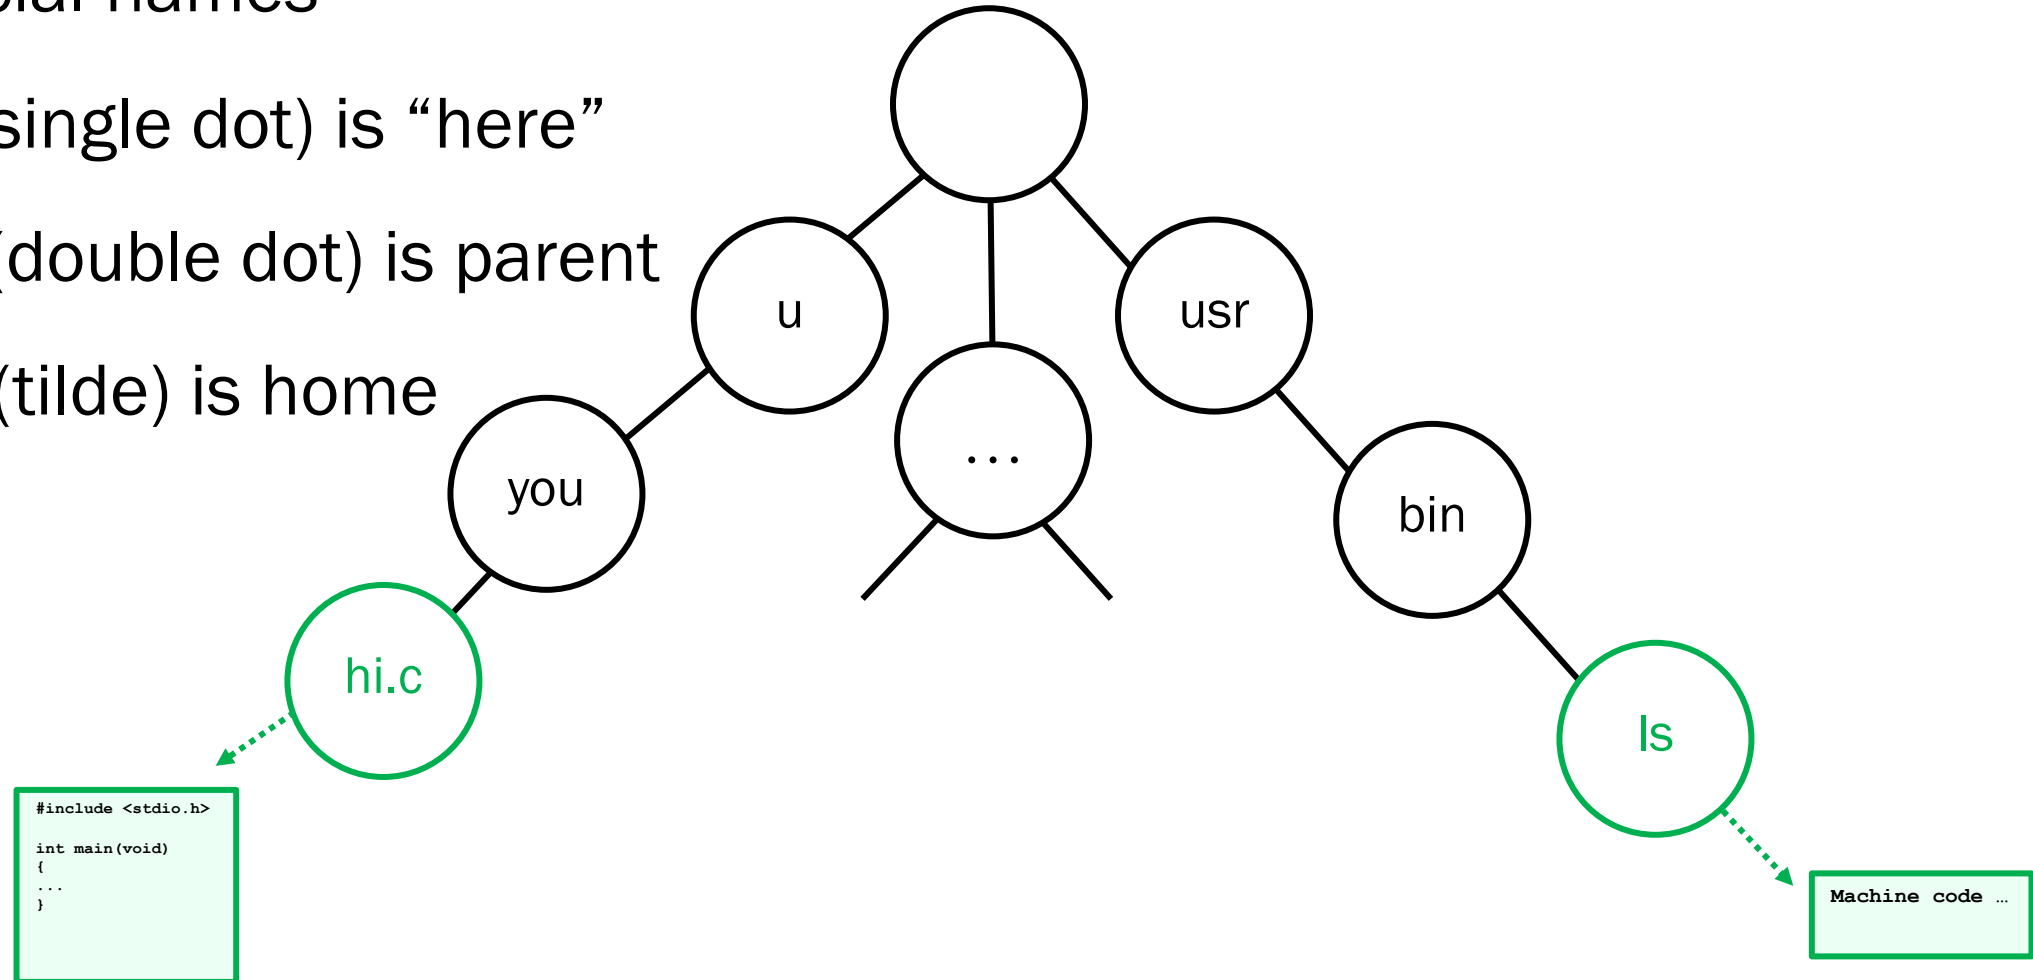 single dot) is “here”
(double dot) is parent
(tilde) is home
u
usr
…
you
bin
hi.c
ls
#include <stdio.h>
int main(void)
{
...
}
Machine code …